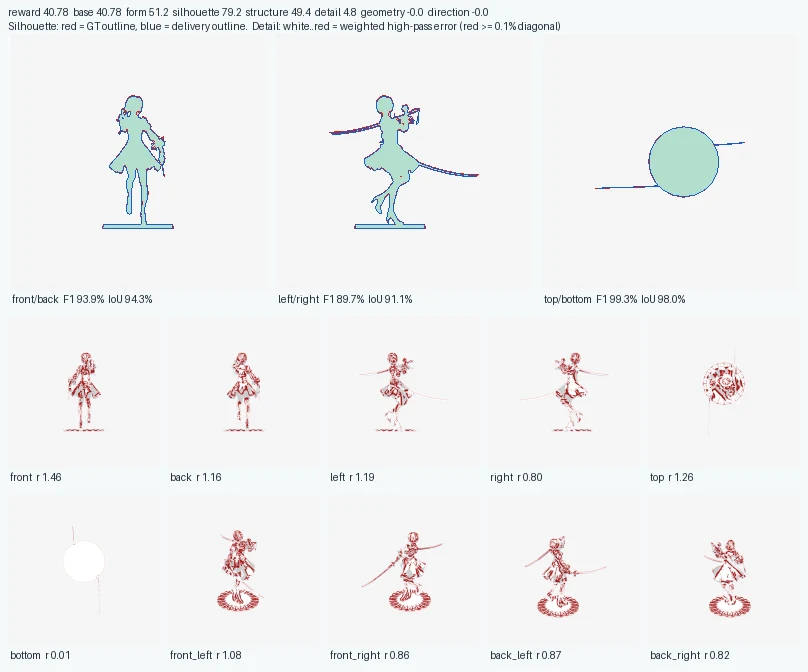 reward 40.78 base 40.78 form 51.2 silhouette 79.2 structure 49.4 detail 4.8 geometry -0.0 direction -0.0
Silhouette: red = GT outline, blue = delivery outline. Detail: white..red = weighted high-pass error (red >= 0.1% diagonal)
front/back F1 93.9% IoU 94.3%
left/right F1 89.7% IoU 91.1%
top/bottom F1 99.3% IoU 98.0%
front r 1.46
back r 1.16
left r 1.19
right r 0.80
top r 1.26
bottom r 0.01
front_left r 1.08
front_right r 0.86
back_left r 0.87
back_right r 0.82